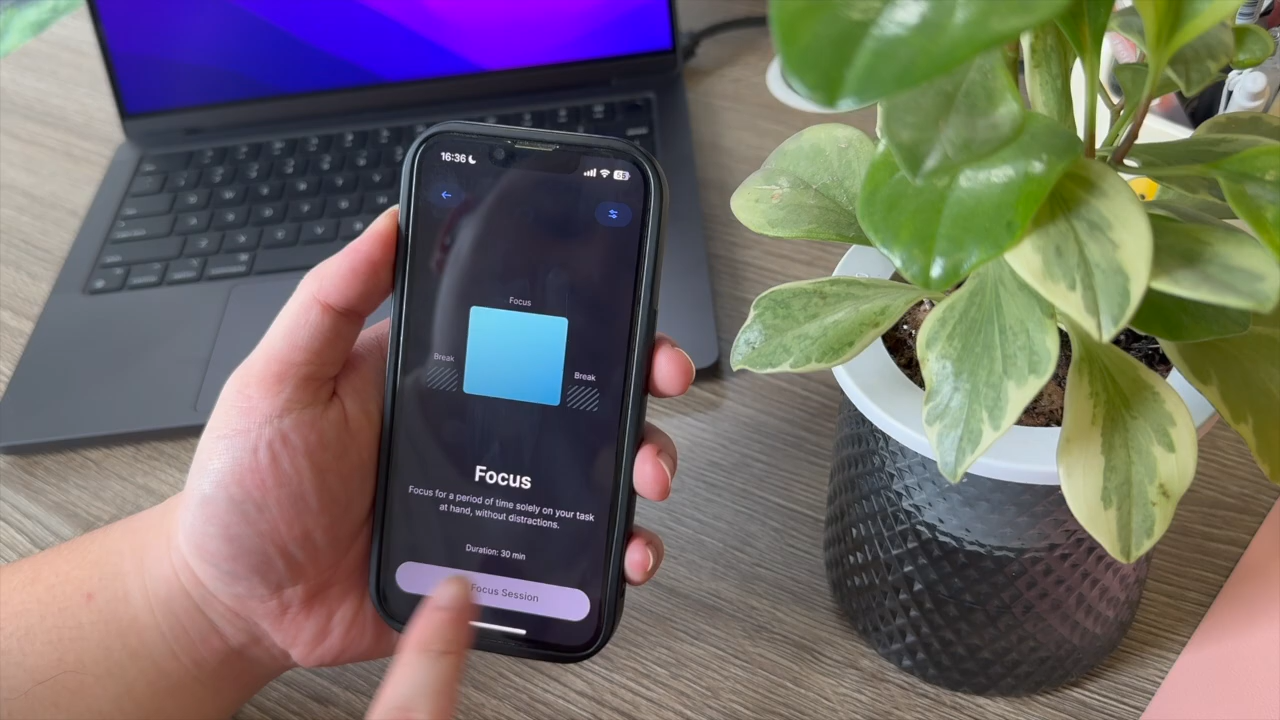 16:36
55
Focus
Break
Break
Focus
Focus for a period of time solely on your task
at hand, without distractions.
Duration: 30 min
Focus Session